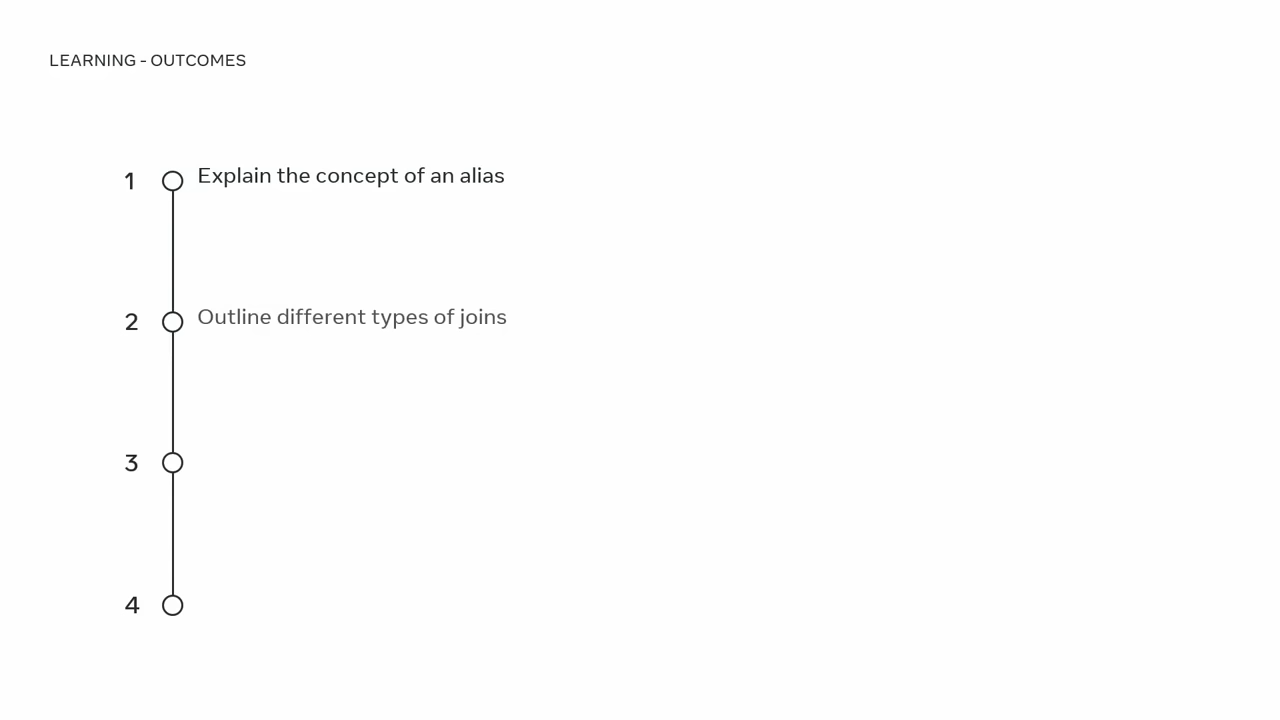 LEARNING - OUTCOMES
1 Explain the concept of an alias
2 Outline different types of joins
3
4